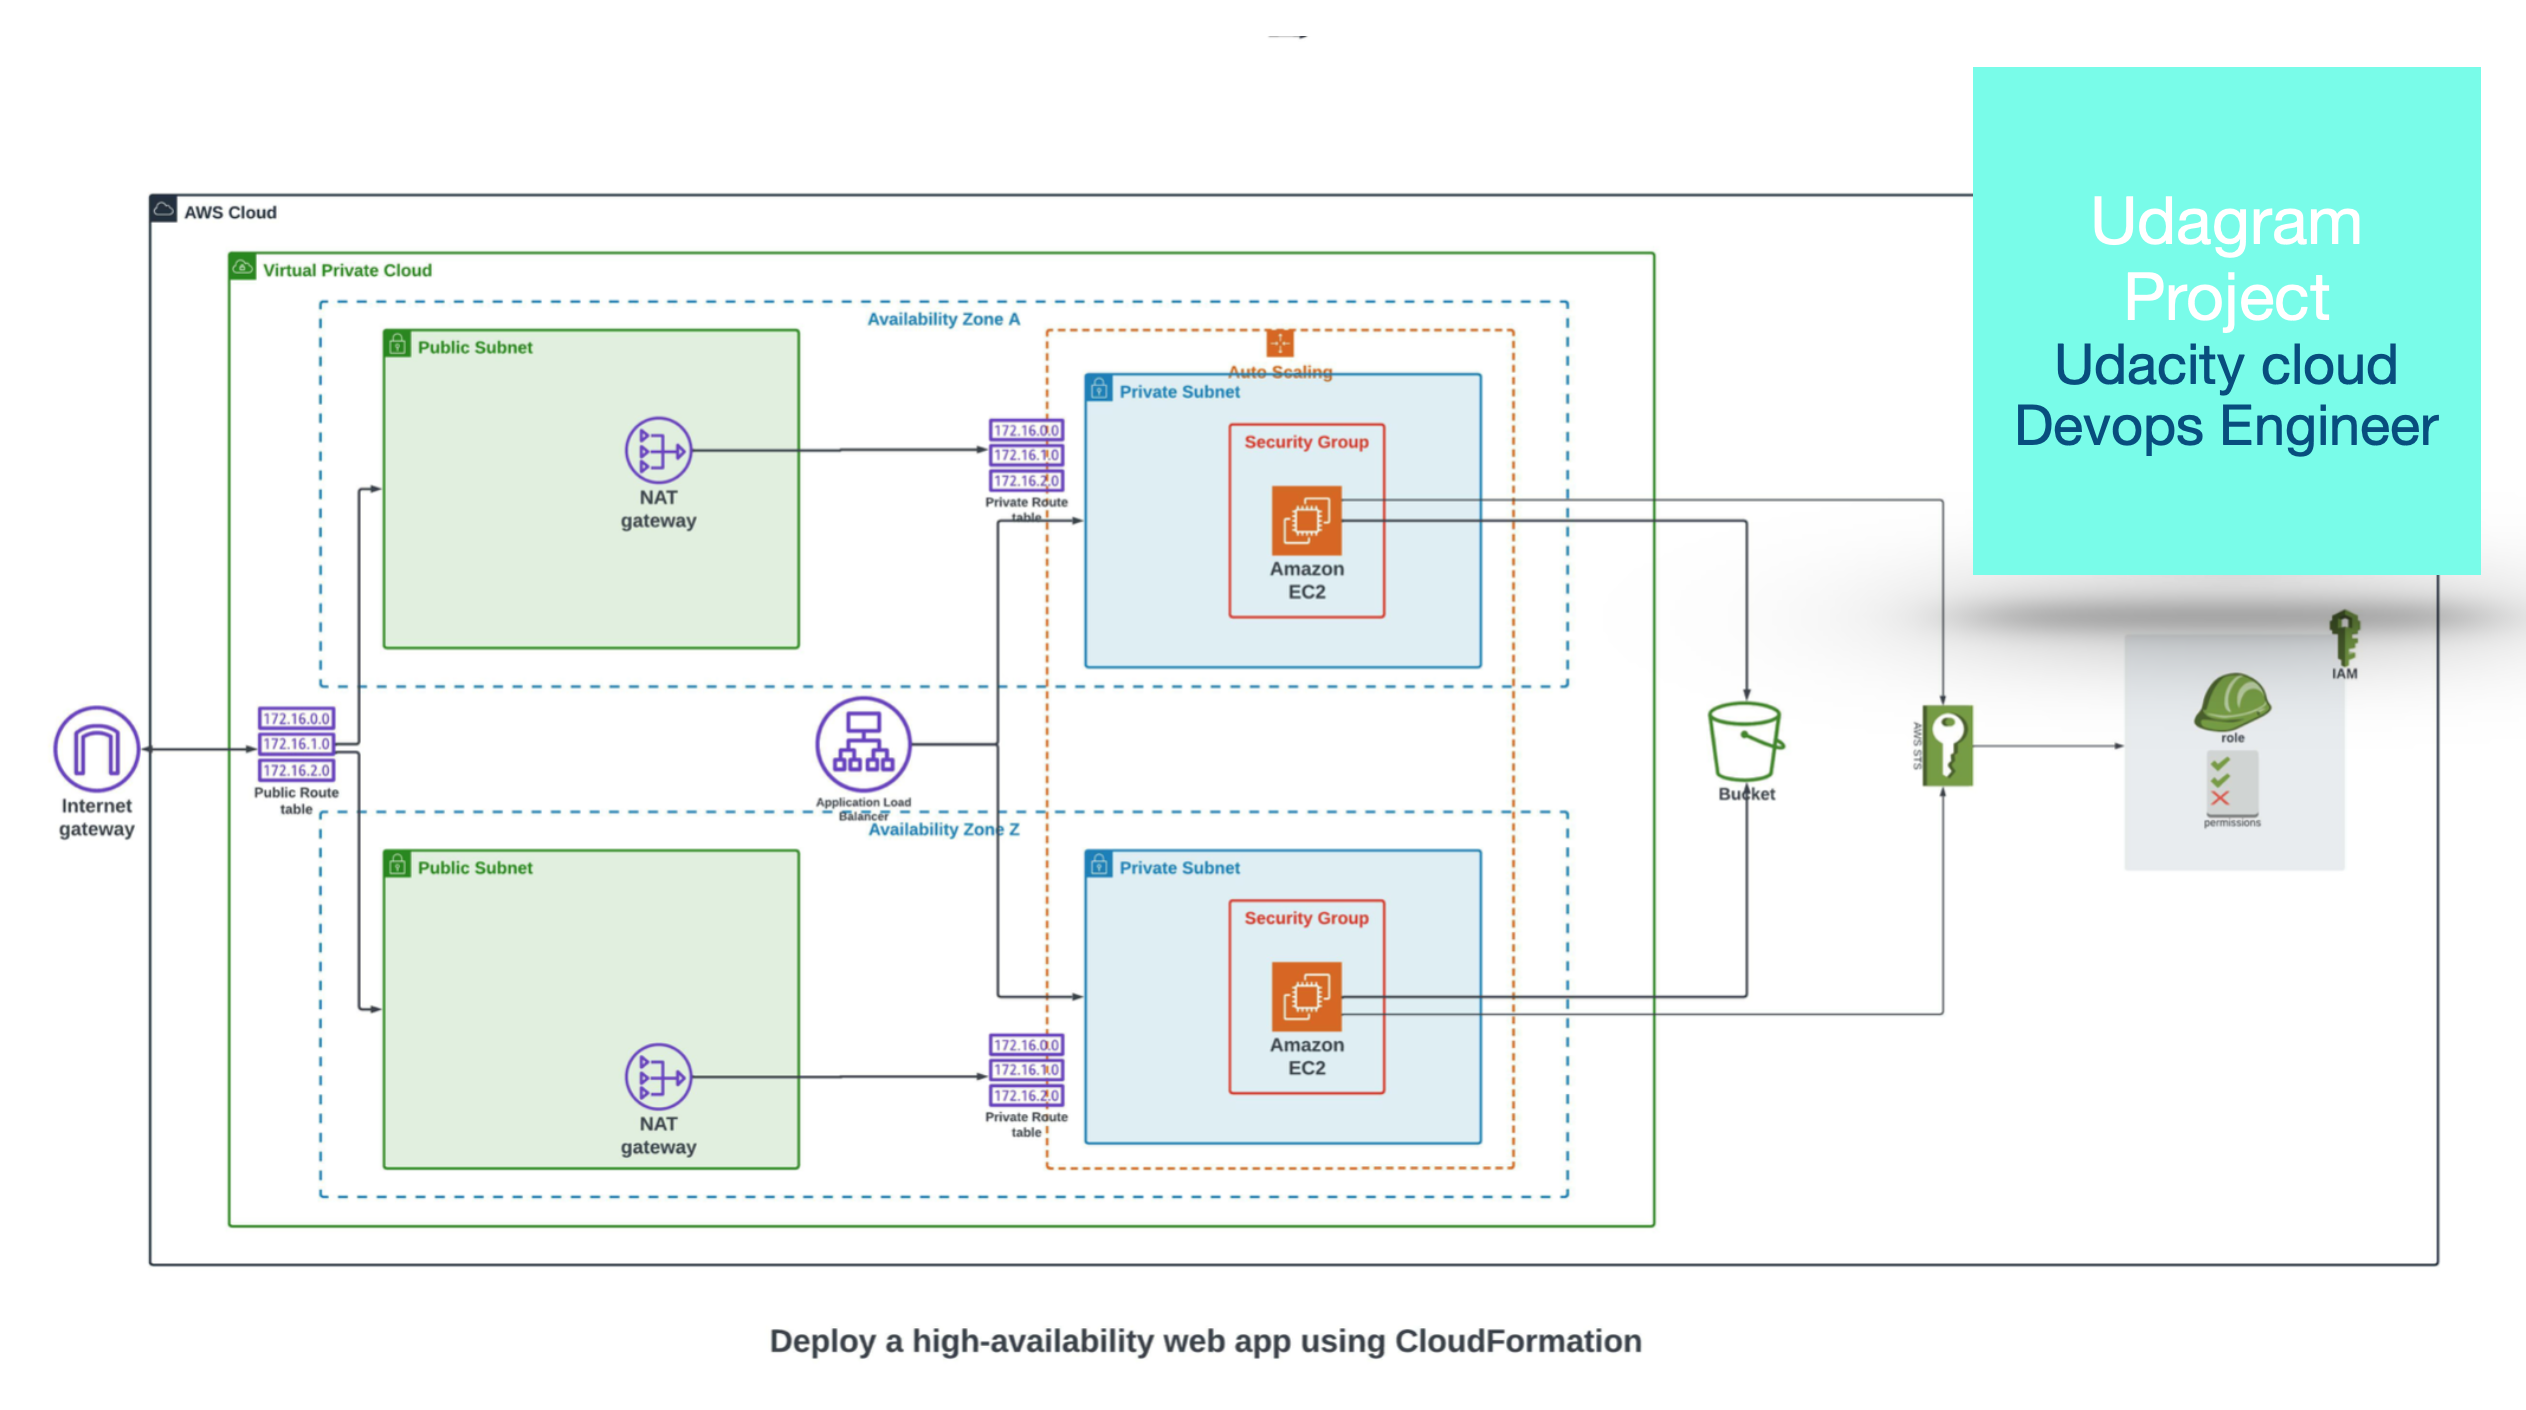 Udagram
Project
Udacity cloud
Devops Engineer
AWS Cloud
Virtual Private Cloud
Availability Zone A
Public Subnet
Auto Scaling
Private Subnet
Security Group
172.16.0.0
172.16.1.0
172.16.2.0
Private Route
table
NAT
gateway
Amazon
EC2
IAM
role
permissions
AWS STS
172.16.0.0
172.16.1.0
172.16.2.0
Public Route
table
Internet
gateway
Application Load
Balancer
Bucket
Availability Zone Z
Public Subnet
Private Subnet
Security Group
Amazon
EC2
172.16.0.0
172.16.1.0
172.16.2.0
Private Route
table
NAT
gateway
Deploy a high-availability web app using CloudFormation